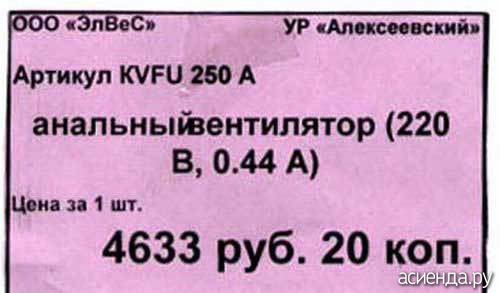 ООО «ЭлВеС» УР «Алексеевский»
Артикул KVFU 250 А
анальныйвентилятор (220
В, 0.44 А)
Цена за 1 шт.
4633 руб. 20 коп.
асиенда.ру